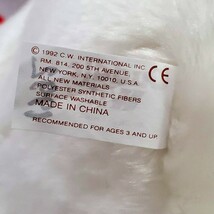 © 1992 C.W. INTERNATIONAL INC
RM. 814, 200 5TH AVENUE,
NEW YORK, N.Y. 10010, U.S.A
ALL NEW MATERIALS
POLYESTER SYNTHETIC FIBERS
SURFACE WASHABLE
MADE IN CHINA
CE
RECOMMENDED FOR AGES 3 AND UP